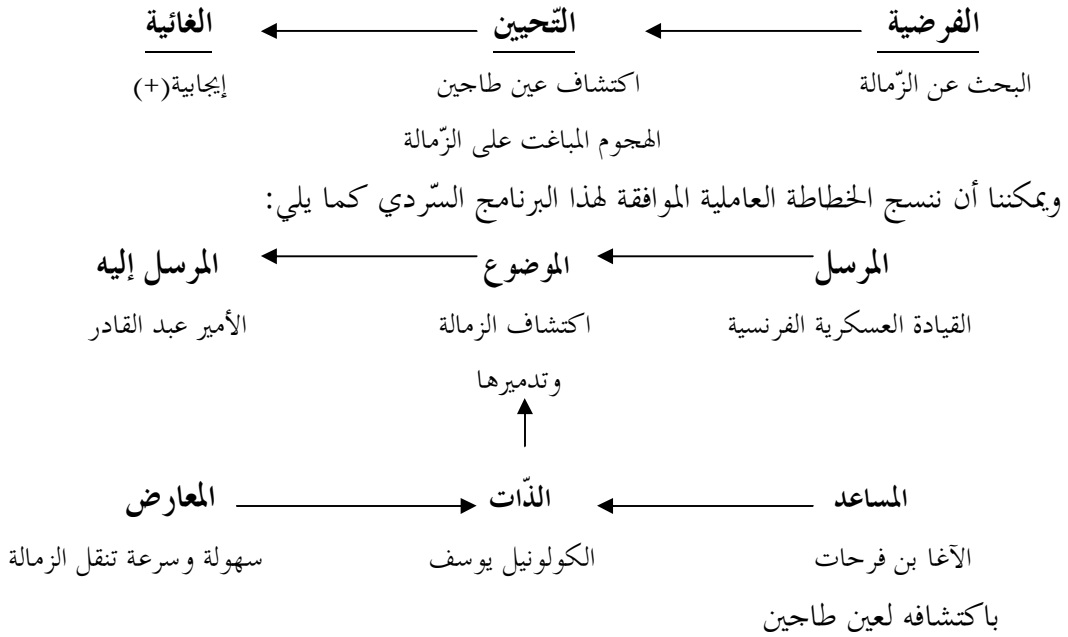 الفرضية التّحيين الغائية
البحث عن الزّمالة اكتشاف عين طاجين إيجابية(+)
الهجوم المباغت على الزّمالة
ويمكننا أن ننسج الخطاطة العاملية الموافقة لهذا البرنامج السّردي كما يلي:
المرسل الموضوع المرسل إليه
القيادة العسكرية الفرنسية اكتشاف الزمالة الأمير عبد القادر
وتدميرها
المساعد الذّات المعارض
الآغا بن فرحات الكولونيل يوسف سهولة وسرعة تنقل الزمالة
باكتشافه لعين طاجين